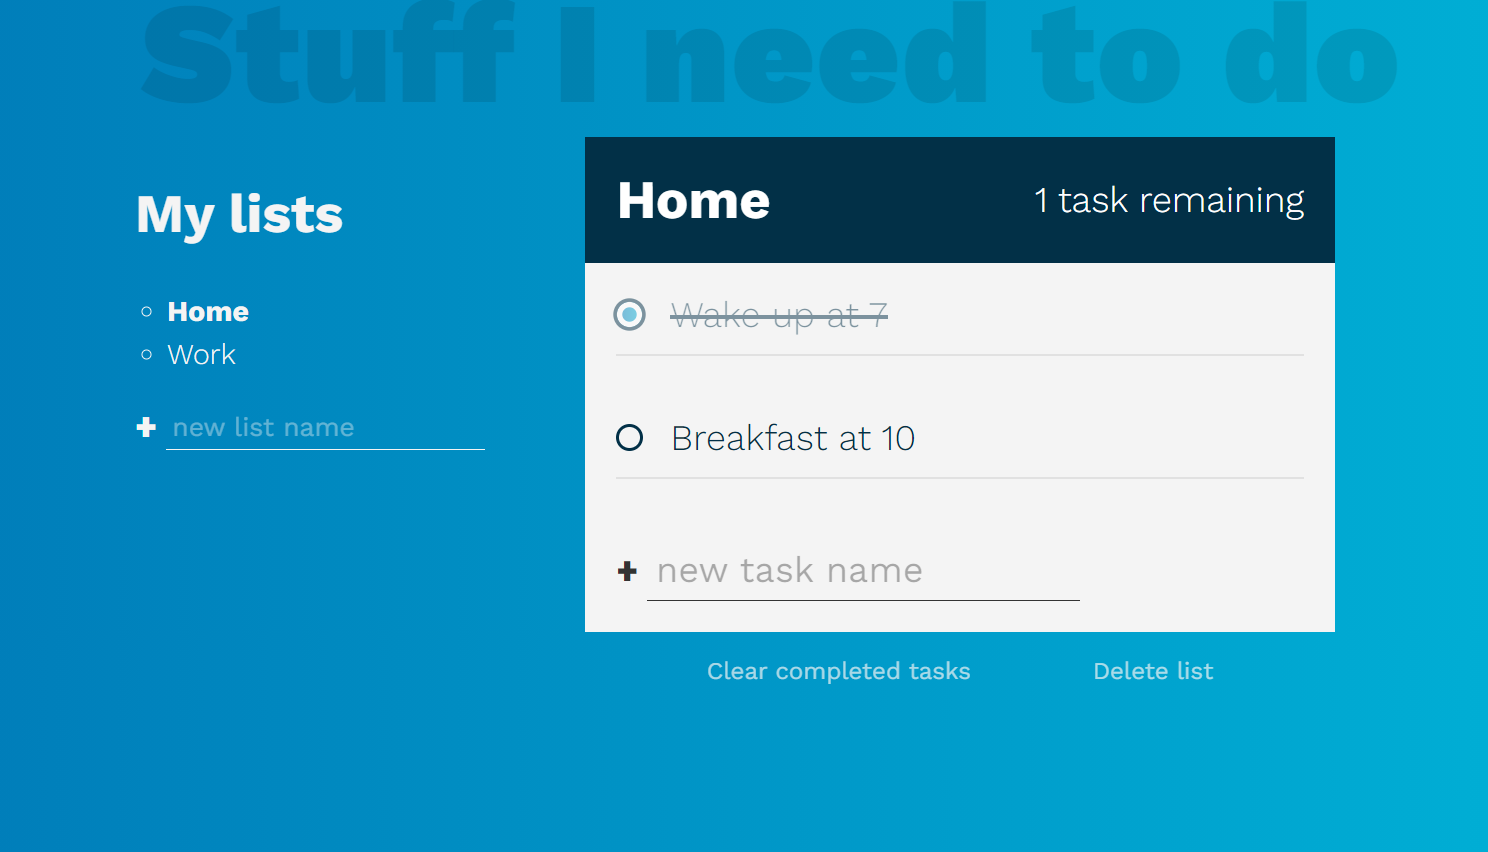 Stuff I need to do
My lists
Home
Work
+ new list name
Home
1 task remaining
Wake up at 7
Breakfast at 10
+ new task name
Clear completed tasks
Delete list